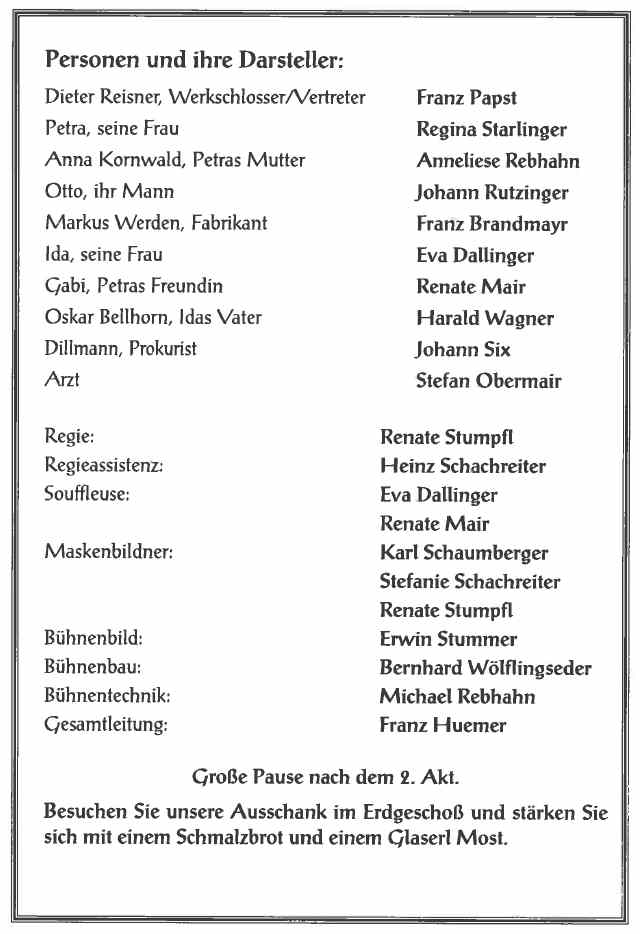 Personen und ihre Darsteller:
Dieter Reisner, Werkschlosser/Vertreter Franz Papst
Petra, seine Frau Regina Starlinger
Anna Kornwald, Petras Mutter Anneliese Rebhahn
Otto, ihr Mann Johann Rutzinger
Markus Werden, Fabrikant Franz Brandmayr
Ida, seine Frau Eva Dallinger
Gabi, Petras Freundin Renate Mair
Oskar Bellhorn, Idas Vater Harald Wagner
Dillmann, Prokurist Johann Six
Arzt Stefan Obermair
Regie: Renate Stumpfl
Regieassistenz: Heinz Schachreiter
Souffleuse: Eva Dallinger
Renate Mair
Maskenbildner: Karl Schaumberger
Stefanie Schachreiter
Renate Stumpfl
Bühnenbild: Erwin Stummer
Bühnenbau: Bernhard Wölflingseder
Bühnentechnik: Michael Rebhahn
Gesamtleitung: Franz Huemer
Große Pause nach dem 2. Akt.
Besuchen Sie unsere Ausschank im Erdgeschoß und stärken Sie
sich mit einem Schmalzbrot und einem Glaserl Most.